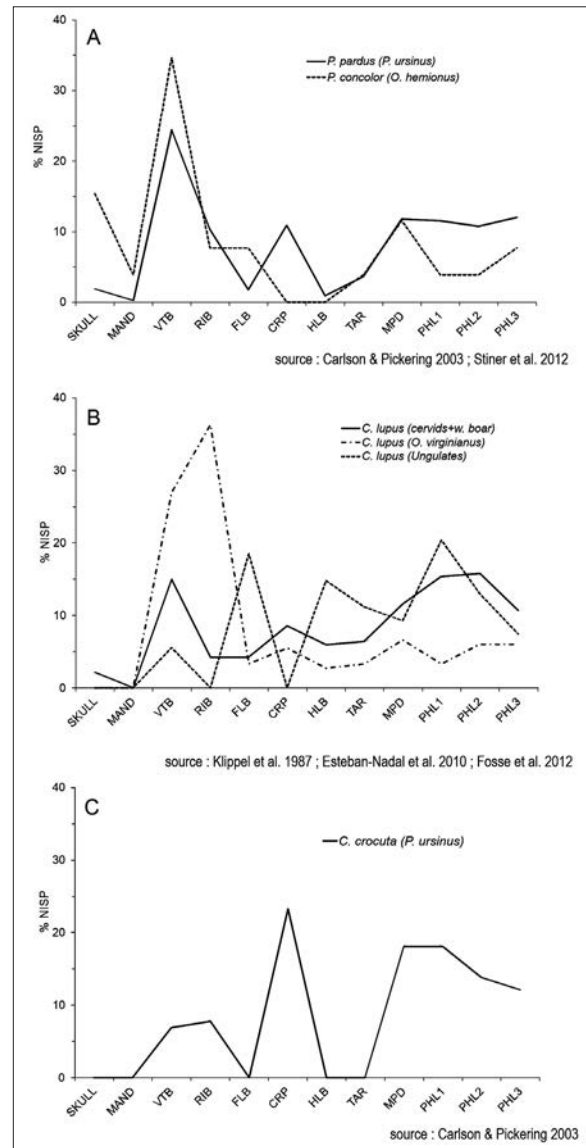 A
P. pardus (P. ursinus)
P. concolor (O. hemionus)
% NISP
40
30
20
10
0
SKULL MAND VTB RIB FLB CRP HLB TAR MPD PHL1 PHL2 PHL3
source : Carlson & Pickering 2003 ; Stiner et al. 2012
B
C. lupus (cervids+w. boar)
C. lupus (O. virginianus)
C. lupus (Ungulates)
% NISP
40
30
20
10
0
SKULL MAND VTB RIB FLB CRP HLB TAR MPD PHL1 PHL2 PHL3
source : Klippel et al. 1987 ; Esteban-Nadal et al. 2010 ; Fosse et al. 2012
C
C. crocuta (P. ursinus)
% NISP
40
30
20
10
0
SKULL MAND VTB RIB FLB CRP HLB TAR MPD PHL1 PHL2 PHL3
source : Carlson & Pickering 2003